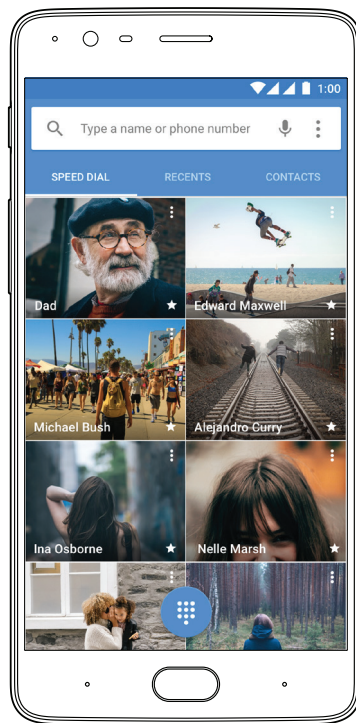 1:00
Type a name or phone number
SPEED DIAL RECENTS CONTACTS
Dad Edward Maxwell
Michael Bush Alejandro Curry
Ina Osborne Nelle Marsh